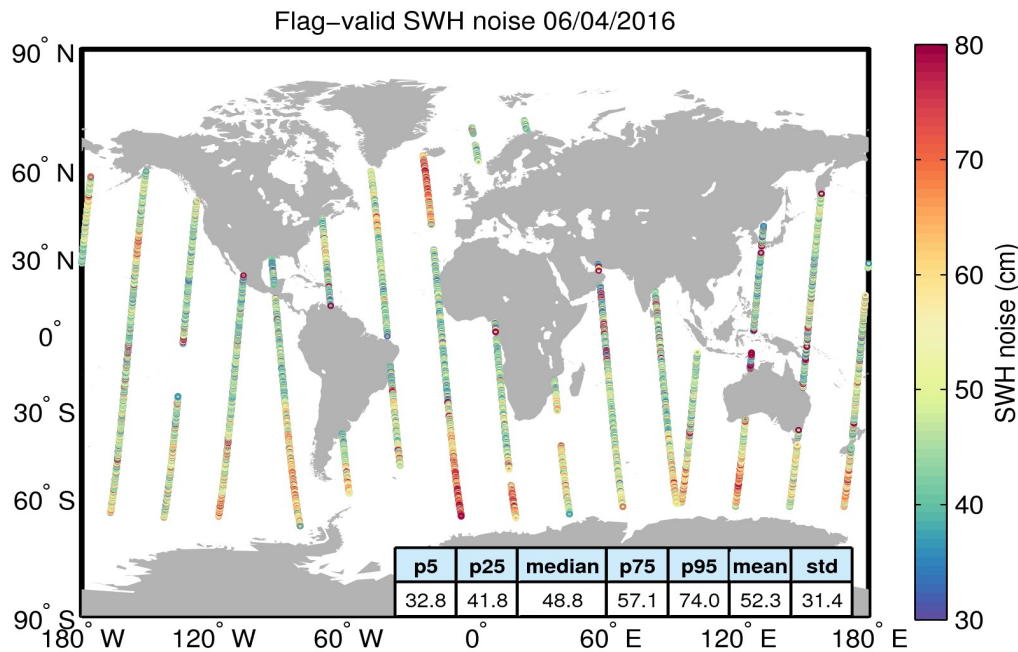 Flag−valid SWH noise 06/04/2016
90° N
60° N
30° N
0°
30° S
60° S
90° S
180° W
120° W
60° W
0°
60° E
120° E
180° E
p5 p25 median p75 p95 mean std
32.8 41.8 48.8 57.1 74.0 52.3 31.4
80
70
60
50
40
30
SWH noise (cm)